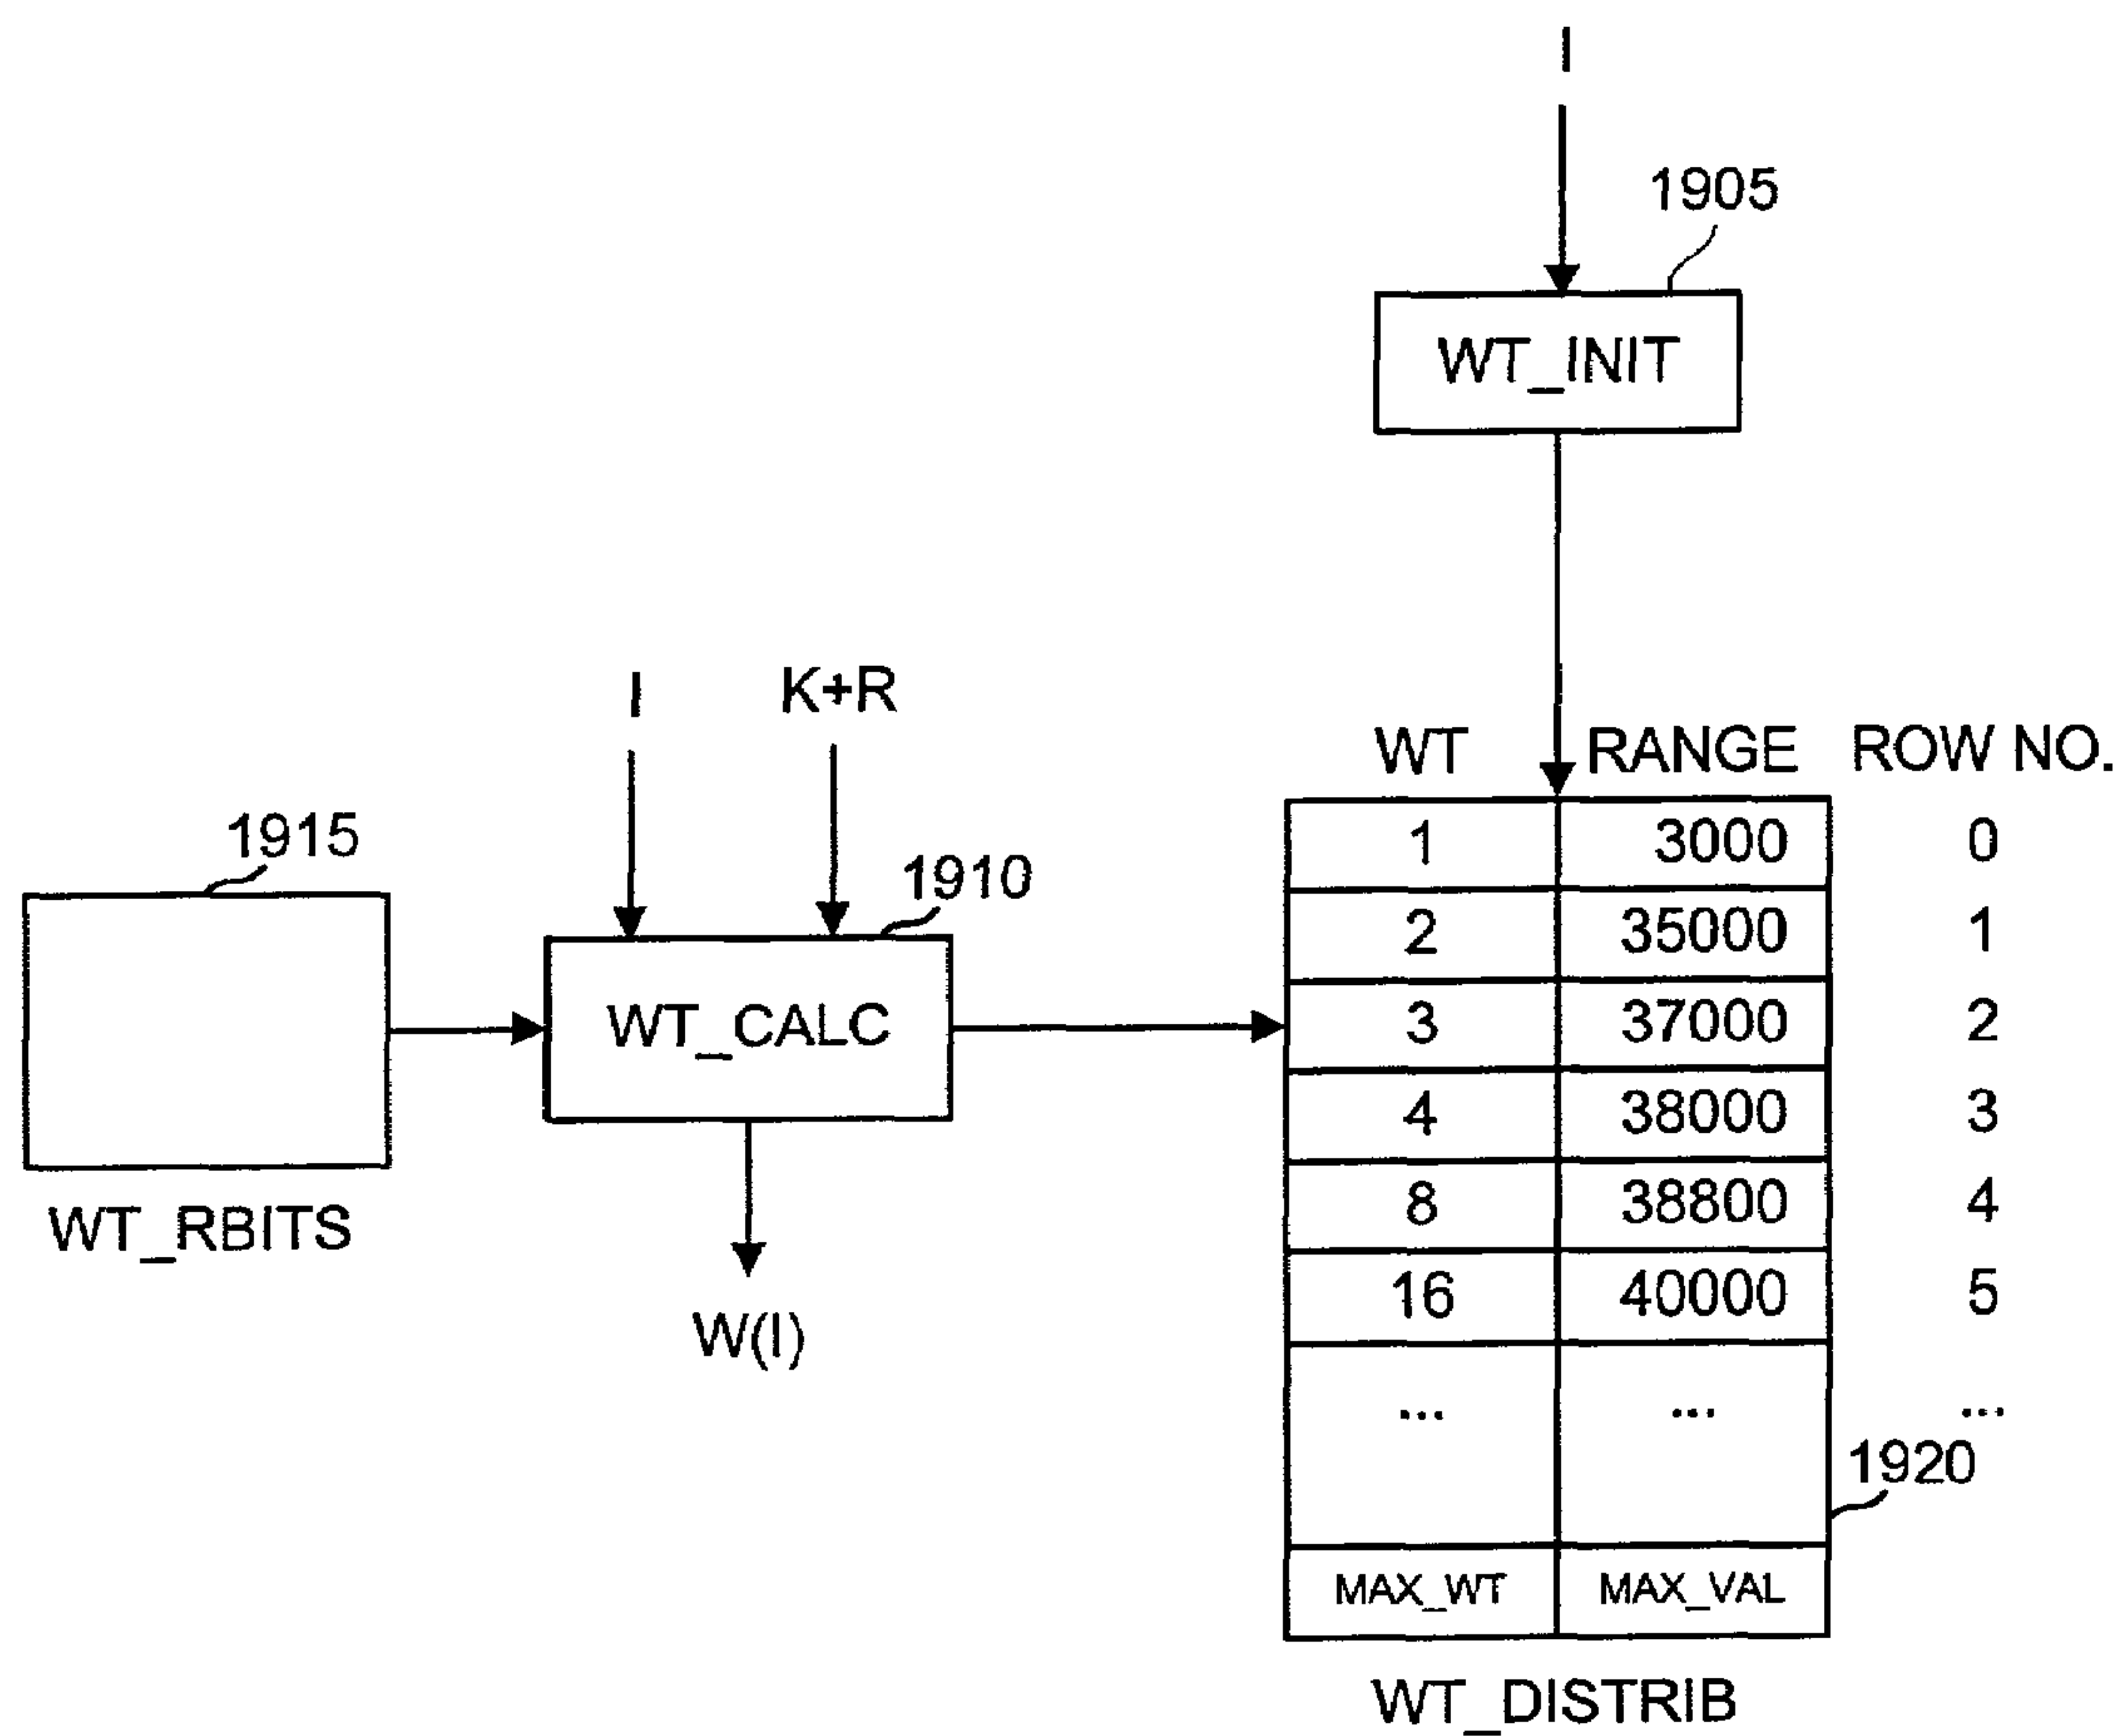 I
1905
WT_INIT
I
K+R
WT RANGE ROW NO.
1915
1910
WT_CALC
WT_RBITS
W(I)
1 3000 0
2 35000 1
3 37000 2
4 38000 3
8 38800 4
16 40000 5
... ... ...
1920
MAX_WT MAX_VAL
WT_DISTRIB